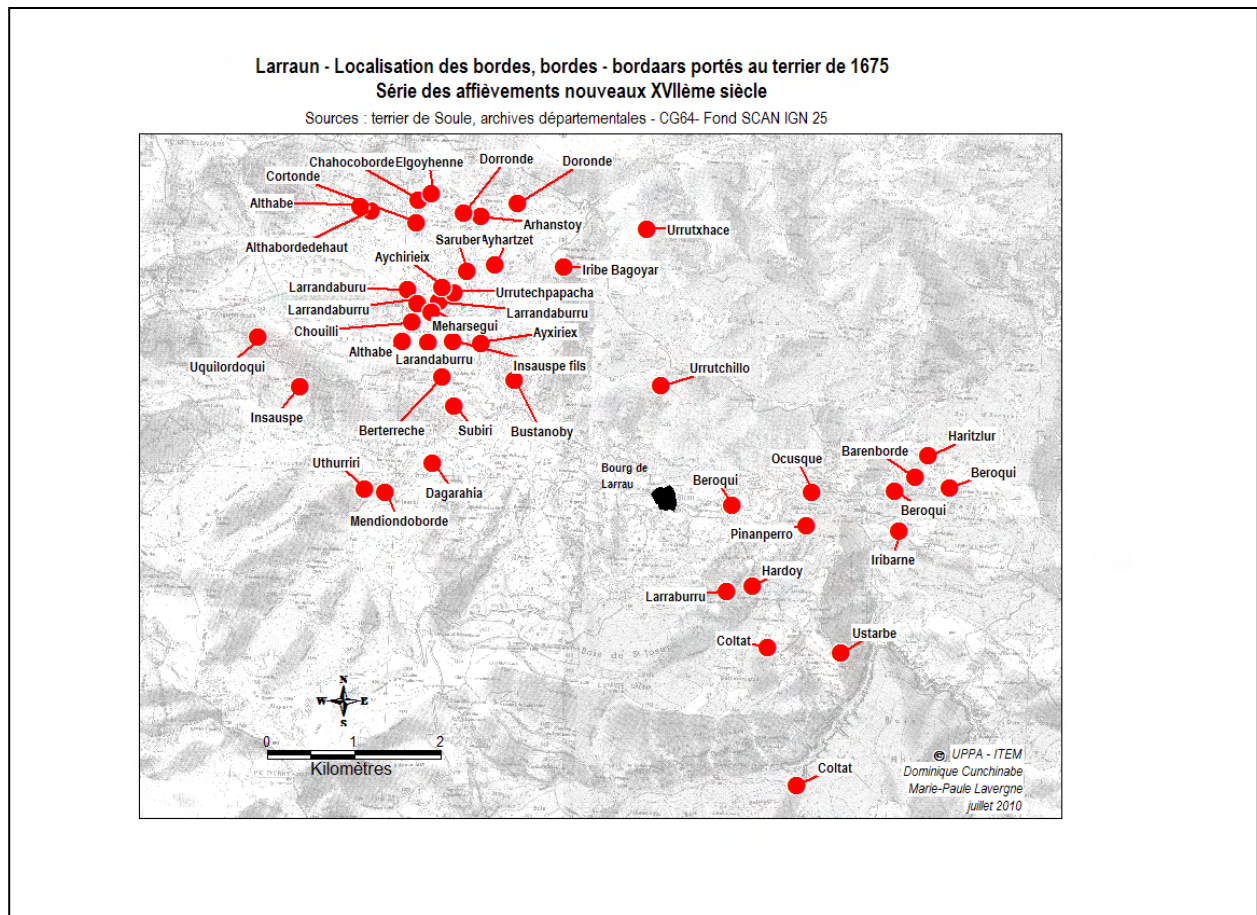 Larraun - Localisation des bordes, bordes - bordaars portés au terrier de 1675
Série des affièvements nouveaux XVIIème siècle
Sources : terrier de Soule, archives départementales - CG64- Fond SCAN IGN 25
Chahocoborde
Elgoyhenne
Dorronde
Doronde
Cortonde
Althabe
Arhanstoy
Althabordedehaut
Urrutxhace
Saruber
Ayhartzet
Aychirieix
Iribe Bagoyar
Larrandaburu
Urrutechpapacha
Larrandaburru
Larrandaburru
Chouilli
Meharsegui
Ayxiriex
Althabe
Larandaburru
Insauspe fils
Uquilordoqui
Urrutchillo
Insauspe
Berterreche
Subiri
Bustanoby
Haritzlur
Barenborde
Uthurriri
Ocusque
Bourg de
Larrau
Beroqui
Beroqui
Dagarahia
Beroqui
Mendiondoborde
Pinanperro
Iribarne
Hardoy
Larraburru
Coltat
Ustarbe
Bois de St Joseph
N
W E
S
0 1 2
Kilomètres
Coltat
© UPPA - ITEM
Dominique Cunchinabe
Marie-Paule Lavergne
juillet 2010